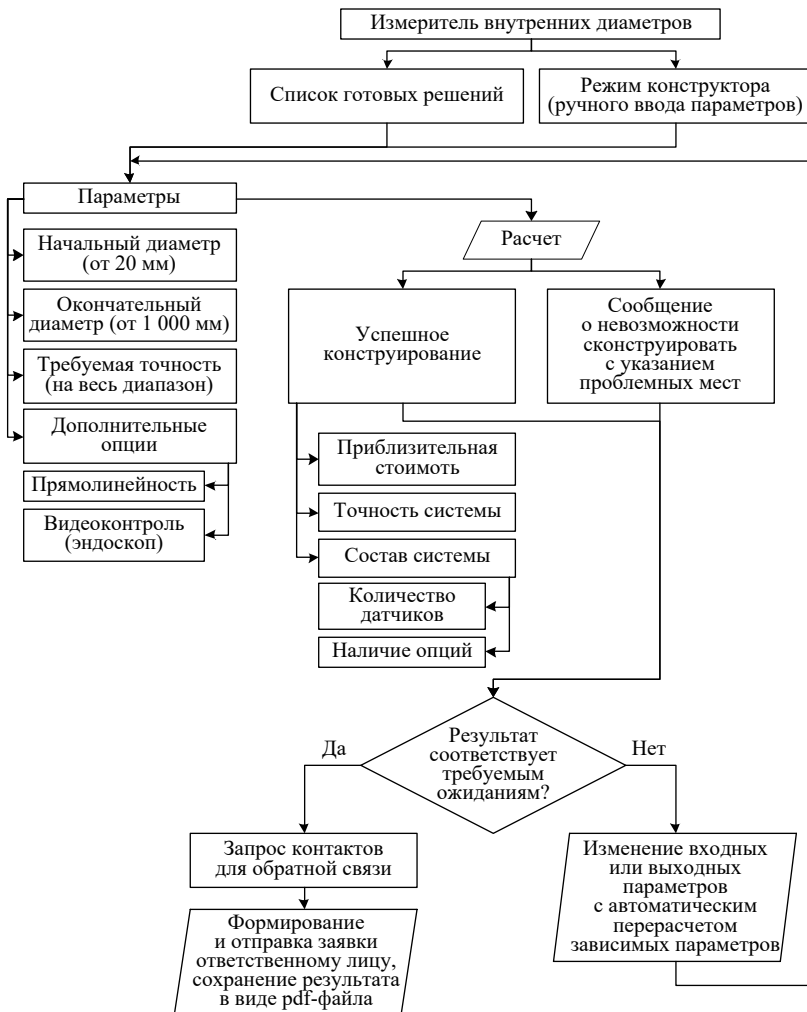 Измеритель внутренних диаметров
Список готовых решений
Режим конструктора
(ручного ввода параметров)
Параметры
Начальный диаметр
(от 20 мм)
Окончательный
диаметр (от 1 000 мм)
Требуемая точность
(на весь диапазон)
Дополнительные
опции
Прямолинейность
Видеоконтроль
(эндоскоп)
Расчет
Успешное
конструирование
Сообщение
о невозможности
сконструировать
с указанием
проблемных мест
Приблизительная
стоимоть
Точность системы
Состав системы
Количество
датчиков
Наличие опций
Результат
соответствует
требуемым
ожиданиям?
Да
Нет
Запрос контактов
для обратной связи
Формирование
и отправка заявки
ответственному лицу,
сохранение результата
в виде pdf-файла
Изменение входных
или выходных
параметров
с автоматическим
перерасчетом
зависимых параметров